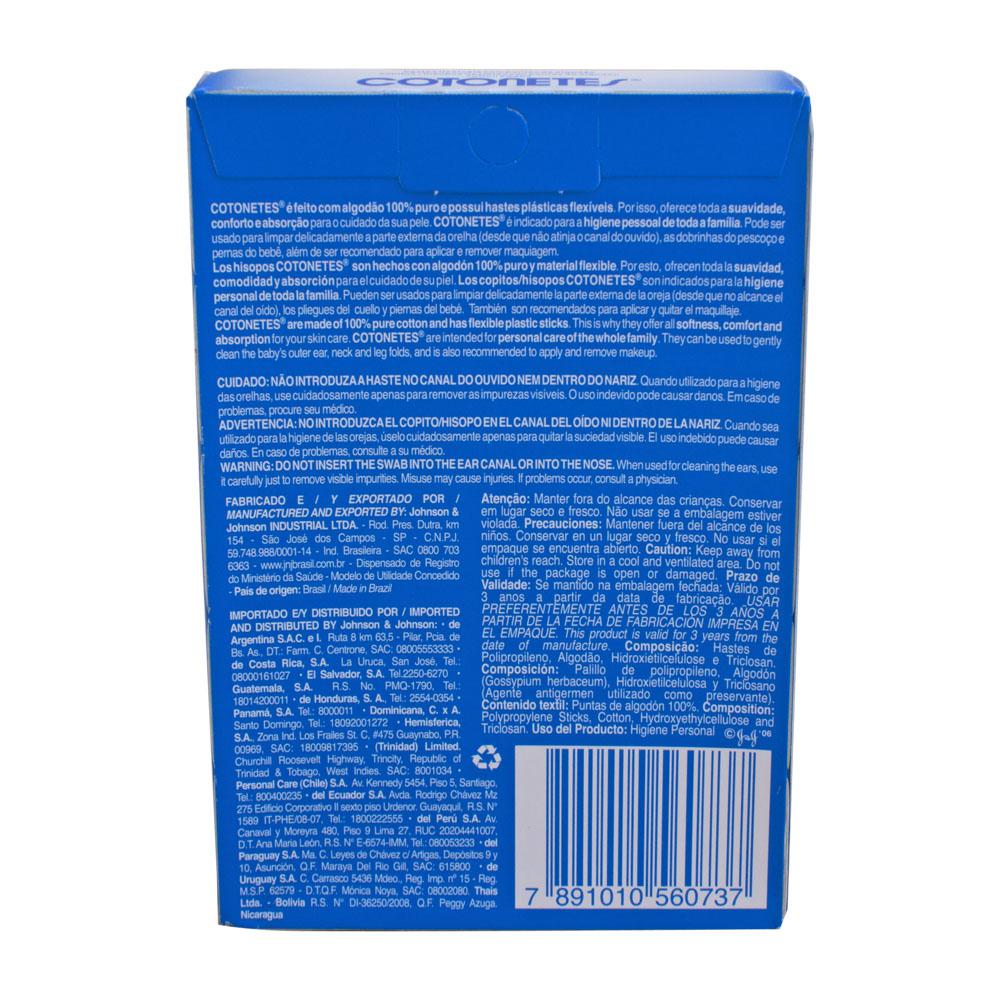 COTONETES
COTONETES® é feito com algodão 100% puro e possui hastes plásticas flexíveis. Por isso, oferece toda a suavidade,
conforto e absorção para o cuidado da sua pele. COTONETES® é indicado para a higiene pessoal de toda a família. Pode ser
usado para limpar delicadamente a parte externa da orelha (desde que não atinja o canal do ouvido), as dobrinhas do pescoço e
pernas do bebê, além de ser recomendado para aplicar e remover maquiagem.
Los hisopos COTONETES® son hechos con algodón 100% puro y material flexible. Por esto, ofrecen toda la suavidad,
comodidad y absorción para el cuidado de su piel. Los copitos/hisopos COTONETES® son indicados para la higiene
personal de toda la familia. Pueden ser usados para limpiar delicadamente la parte externa de la oreja (desde que no alcance el
canal del oido), los pliegues del cuello y piernas del bebé. También son recomendados para aplicar y quitar el maquillaje.
COTONETES® are made of 100% pure cotton and has flexible plastic sticks. This is why they offer all softness, comfort and
absorption for your skin care. COTONETES® are intended for personal care of the whole family. They can be used to gently
clean the baby's outer ear, neck and leg folds, and is also recommended to apply and remove makeup.
CUIDADO: NÃO INTRODUZA A HASTE NO CANAL DO OUVIDO NEM DENTRO DO NARIZ. Quando utilizado para a higiene
das orelhas, use cuidadosamente apenas para remover as impurezas visíveis. O uso indevido pode causar danos. Em caso de
problemas, procure seu médico.
ADVERTENCIA: NO INTRODUZCA EL COPITO/HISOPO EN EL CANAL DEL OÍDO NI DENTRO DE LA NARIZ. Cuando sea
utilizado para la higiene de las orejas, úselo cuidadosamente apenas para quitar la suciedad visible. El uso indebido puede causar
daños. En caso de problemas, consulte a su médico.
WARNING: DO NOT INSERT THE SWAB INTO THE EAR CANAL OR INTO THE NOSE. When used for cleaning the ears, use
it carefully just to remove visible impurities. Misuse may cause injuries. If problems occur, consult a physician.
FABRICADO E / Y EXPORTADO POR /
MANUFACTURED AND EXPORTED BY: Johnson &
Johnson INDUSTRIAL LTDA. - Rod. Pres. Dutra, km
154 - São José dos Campos - SP - C.N.P.J.
59.748.988/0001-14 - Ind. Brasileira - SAC 0800 703
6363 - www.jnjbrasil.com.br - Dispensado de Registro
do Ministério da Saúde - Modelo de Utilidade Concedido
- País de origen: Brasil / Made in Brazil
IMPORTADO E/Y DISTRIBUIDO POR / IMPORTED
AND DISTRIBUTED BY Johnson & Johnson: • de
Argentina S.A.C. e I. Ruta 8 km 63,5 - Pilar, Pcia. de
Bs. As., DT.: Farm. C. Centrone, SAC: 08005553333 •
de Costa Rica, S.A. La Uruca, San José, Tel.:
08000161027 • El Salvador, S.A. Tel.2250-6270 •
Guatemala, S.A. R.S. No. PMQ-1790, Tel.:
18014200011 • de Honduras, S. A., Tel.: 2554-0354 •
Panamá, S.A. Tel.: 8000011 • Dominicana, C. x A.
Santo Domingo, Tel.: 18092001272 • Hemisferica,
S.A., Zona Ind. Los Frailes St. C, #475 Guaynabo, P.R.
00969, SAC: 18009817395 • (Trinidad) Limited.
Churchill Roosevelt Highway, Trincity, Republic of
Trinidad & Tobago, West Indies. SAC: 8001034 •
Personal Care (Chile) S.A. Av. Kennedy 5454, Piso 5, Santiago,
Tel.: 800400235 • del Ecuador S.A. Avda. Rodrigo Chávez Mz
275 Edificio Corporativo II sexto piso Urdenor. Guayaquil, R.S. N°
1589 IT-PHE/08-07, Tel.: 1800222555 • del Perú S.A. Av.
Canaval y Moreyra 480, Piso 9 Lima 27, RUC 20204441007,
D.T. Ana Maria León, R.S. N° E-6574-IMM, Tel.: 080053233 • del
Paraguay S.A. Ma. C. Leyes de Chávez c/ Artigas, Depósitos 9 y
10, Asunción, Q.F. Maraya Del Rio Gill, SAC: 615800 • de
Uruguay S.A. C. Carrasco 5436 Mdeo., Reg. Imp. n° 15 - Reg.
M.S.P. 62579 - D.T.Q.F. Mónica Noya, SAC: 08002080. Thais
Ltda. - Bolivia R.S. N° DI-36250/2008, Q.F. Peggy Azuga.
Nicaragua
Atenção: Manter fora do alcance das crianças. Conservar
em lugar seco e fresco. Não usar se a embalagem estiver
violada. Precauciones: Mantener fuera del alcance de los
niños. Conservar en un lugar seco y fresco. No usar si el
empaque se encuentra abierto. Caution: Keep away from
children's reach. Store in a cool and ventilated area. Do not
use if the package is open or damaged. Prazo de
Validade: Se mantido na embalagem fechada: Válido por
3 anos a partir da data de fabricação. USAR
PREFERENTEMENTE ANTES DE LOS 3 AÑOS A
PARTIR DE LA FECHA DE FABRICACIÓN IMPRESA EN
EL EMPAQUE. This product is valid for 3 years from the
date of manufacture. Composição: Hastes de
Polipropileno, Algodão, Hidroxietilcelulose e Triclosan.
Composición: Palillo de polipropileno, Algodón
(Gossypium herbaceum), Hidroxietilcelulosa y Triclosano
(Agente antigermen utilizado como preservante).
Contenido textil: Puntas de algodón 100%. Composition:
Polypropylene Sticks, Cotton, Hydroxyethylcellulose and
Triclosan. Uso del Producto: Higiene Personal © J&J '06
7 891010 560737